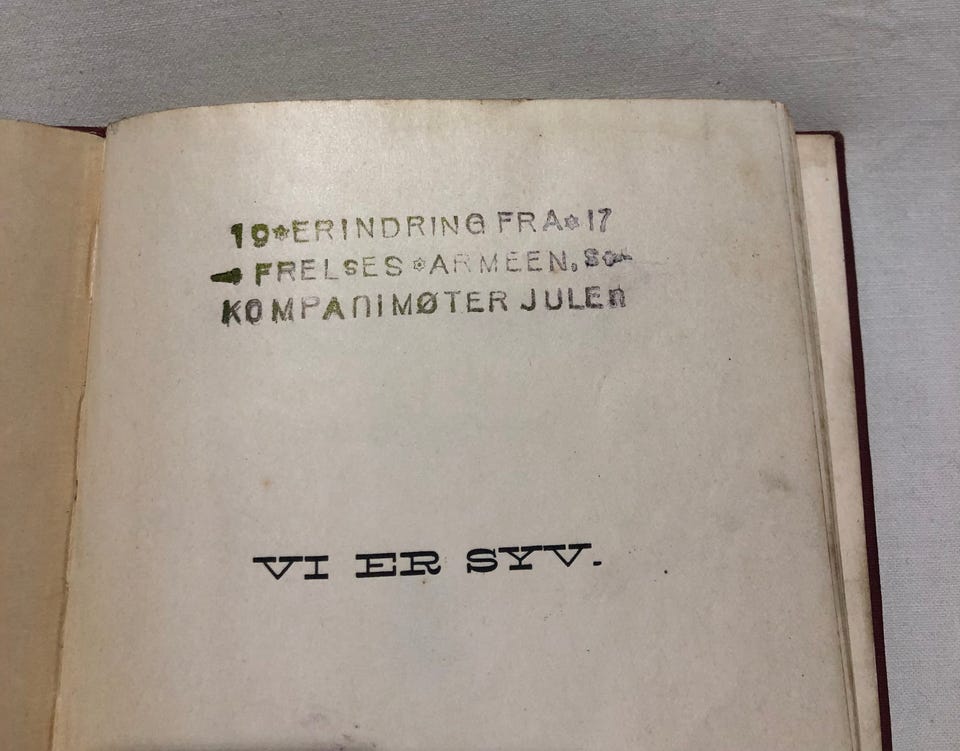 19*ERINDRING FRA*17
FRELSES*ARMEEN.
KOMPANIMØTER JULEN
VI ER SYV.